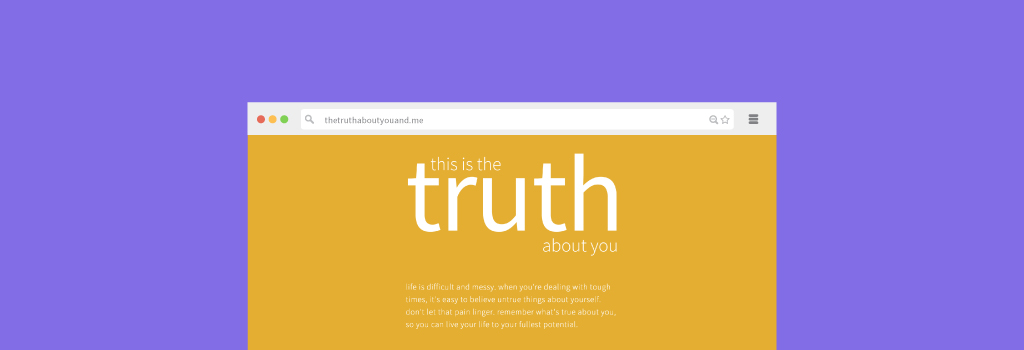 thetruthaboutyouand.me
this is the
truth
about you
life is difficult and messy. when you're dealing with tough
times, it's easy to believe untrue things about yourself.
don't let that pain linger. remember what's true about you,
so you can live your life to your fullest potential.